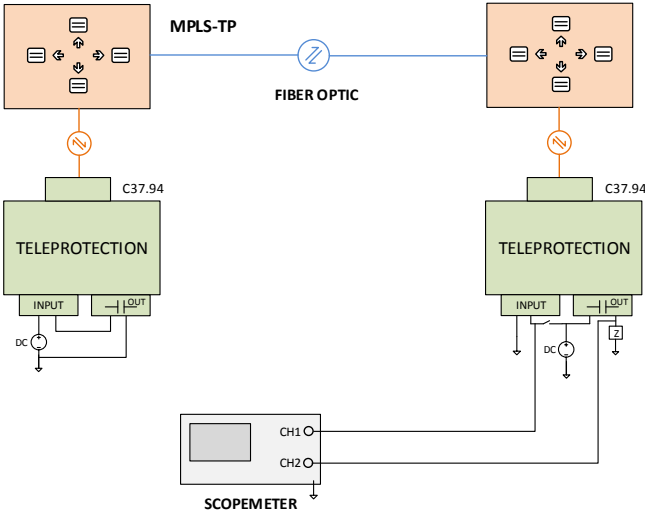 MPLS-TP
FIBER OPTIC
C37.94
C37.94
TELEPROTECTION
TELEPROTECTION
INPUT
OUT
INPUT
OUT
DC
DC
Z
CH1
CH2
SCOPEMETER